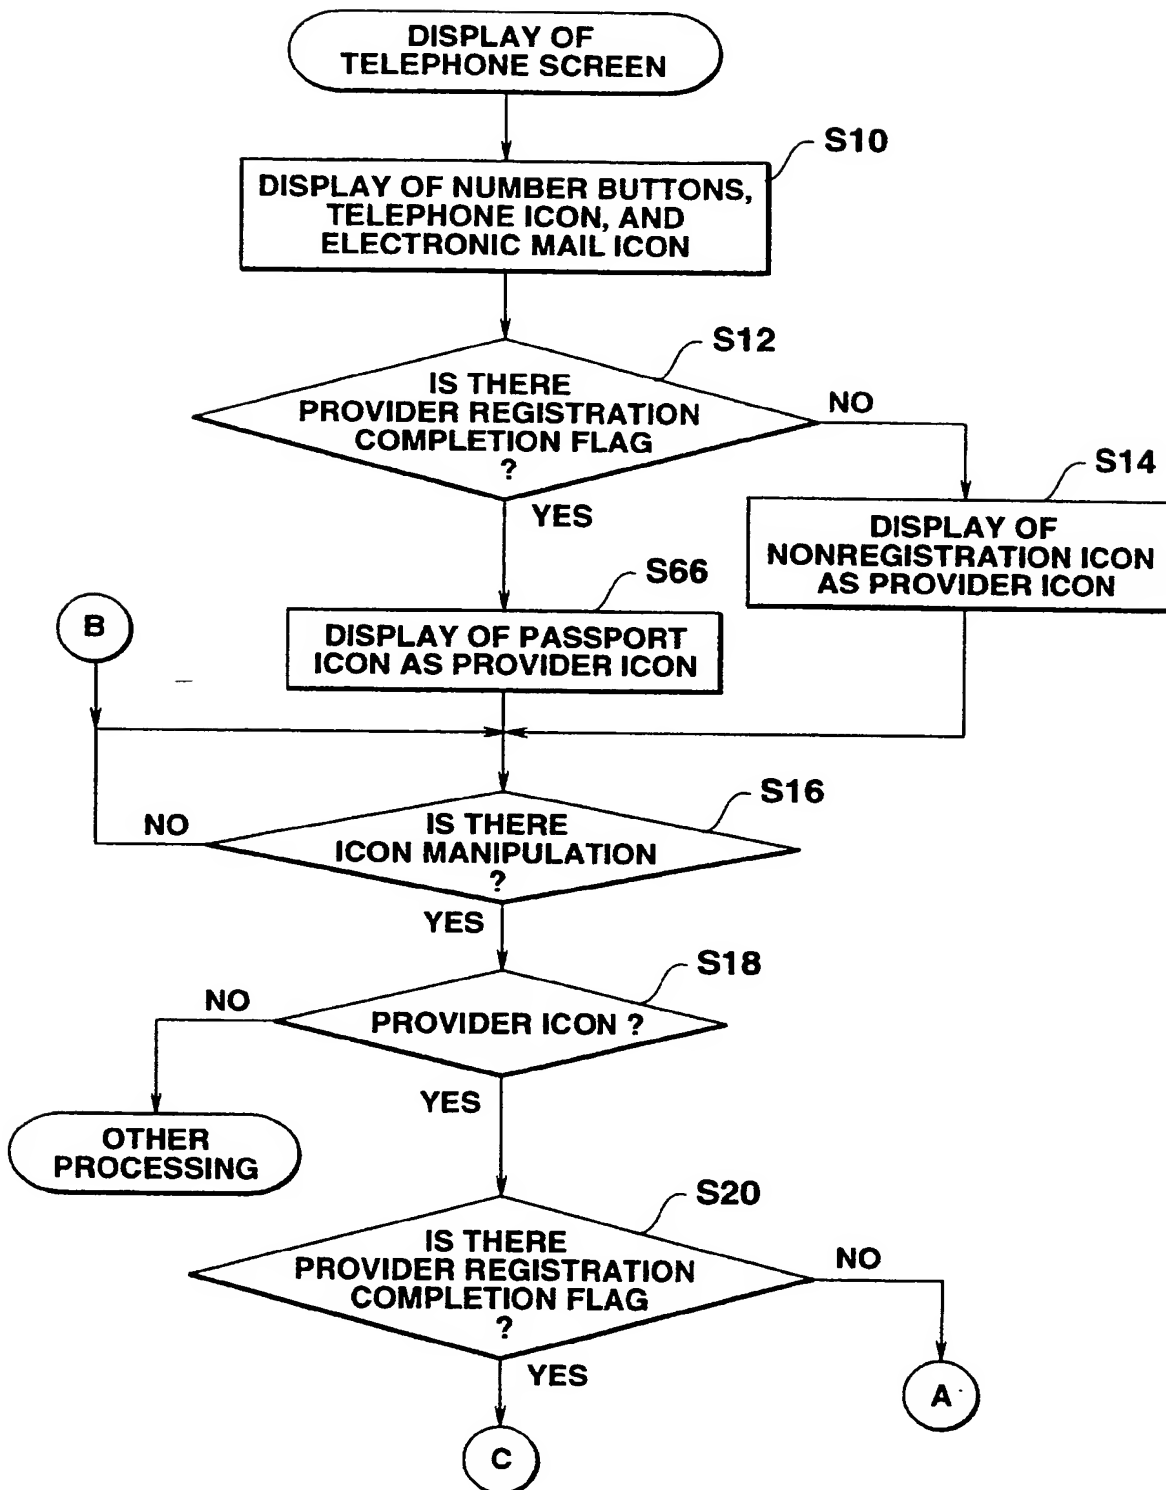 DISPLAY OF
TELEPHONE SCREEN
S10
DISPLAY OF NUMBER BUTTONS,
TELEPHONE ICON, AND
ELECTRONIC MAIL ICON
S12
IS THERE
PROVIDER REGISTRATION
COMPLETION FLAG
?
NO
YES
S14
DISPLAY OF
NONREGISTRATION ICON
AS PROVIDER ICON
S66
DISPLAY OF PASSPORT
ICON AS PROVIDER ICON
B
S16
IS THERE
ICON MANIPULATION
?
NO
YES
S18
PROVIDER ICON ?
NO
YES
OTHER
PROCESSING
S20
IS THERE
PROVIDER REGISTRATION
COMPLETION FLAG
?
NO
YES
A
C